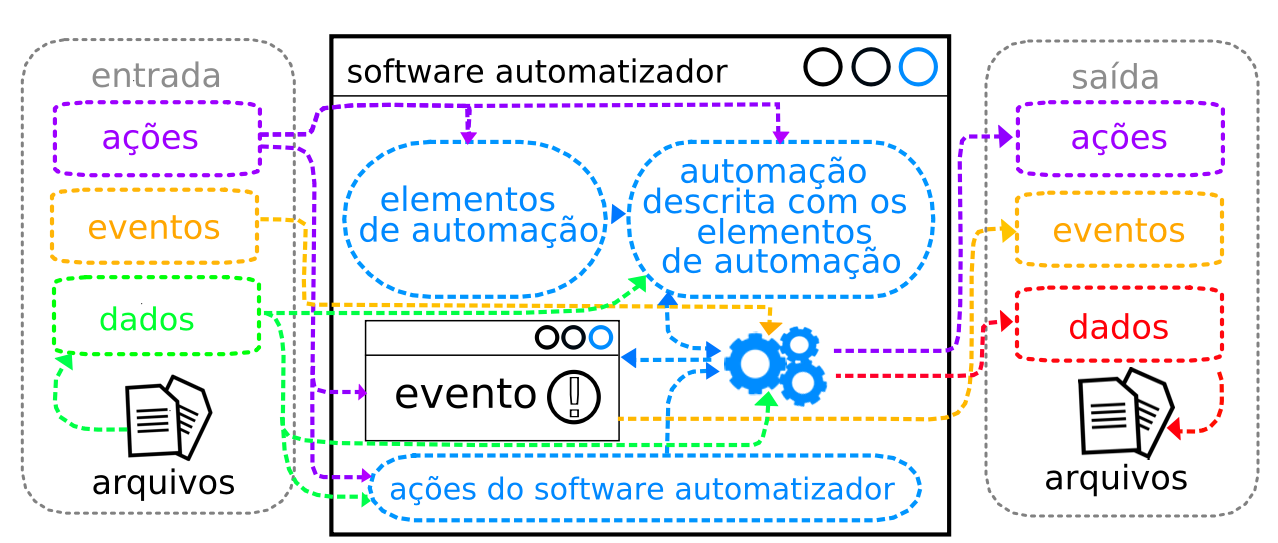 entrada
ações
eventos
dados
arquivos
software automatizador
elementos
de automação
automação
descrita com os
elementos
de automação
evento
ações do software automatizador
saída
ações
eventos
dados
arquivos